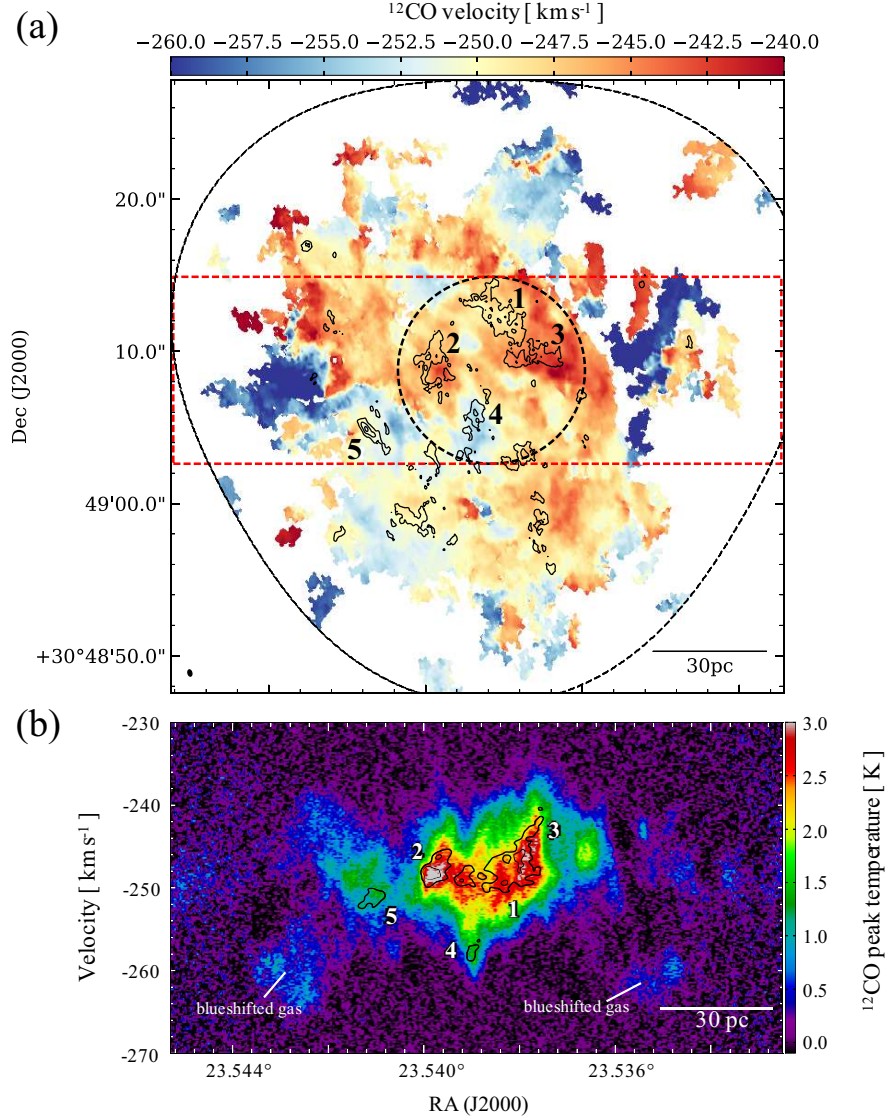 (a)
¹²CO velocity [ km s⁻¹ ]
−260.0 −257.5 −255.0 −252.5 −250.0 −247.5 −245.0 −242.5 −240.0
20.0"
1
2
3
10.0"
Dec (J2000)
4
5
49'00.0"
+30°48'50.0"
30pc
(b)
-230
3.0
-240
2.5
2
3
2.0
-250
1.5
5
1
4
1.0
-260
0.5
blueshifted gas
blueshifted gas
30 pc
0.0
-270
Velocity [ km s⁻¹ ]
¹²CO peak temperature [ K ]
23.544° 23.540° 23.536°
RA (J2000)